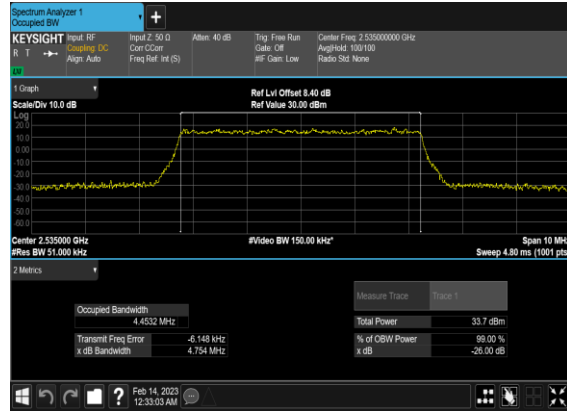 Spectrum Analyzer 1
Occupied BW
KEYSIGHT Input: RF Input Z: 50 Ω Atten: 40 dB Trig: Free Run Center Freq: 2.535000000 GHz
R T Coupling: DC Corr CCorr Gate: Off Avg|Hold: 100/100
Align: Auto Freq Ref: Int (S) #IF Gain: Low Radio Std: None
1 Graph
Ref Lvl Offset 8.40 dB
Scale/Div 10.0 dB Ref Value 30.00 dBm
Log
20.0
10.0
0.00
-10.0
-20.0
-30.0
-40.0
-50.0
-60.0
Center 2.535000 GHz #Video BW 150.00 kHz* Span 10 MHz
#Res BW 51.000 kHz Sweep 4.80 ms (1001 pts
2 Metrics
Measure Trace Trace 1
Occupied Bandwidth
4.4532 MHz
Total Power 33.7 dBm
Transmit Freq Error -6.148 kHz % of OBW Power 99.00 %
x dB Bandwidth 4.754 MHz x dB -26.00 dB
? Feb 14, 2023
12:33:03 AM